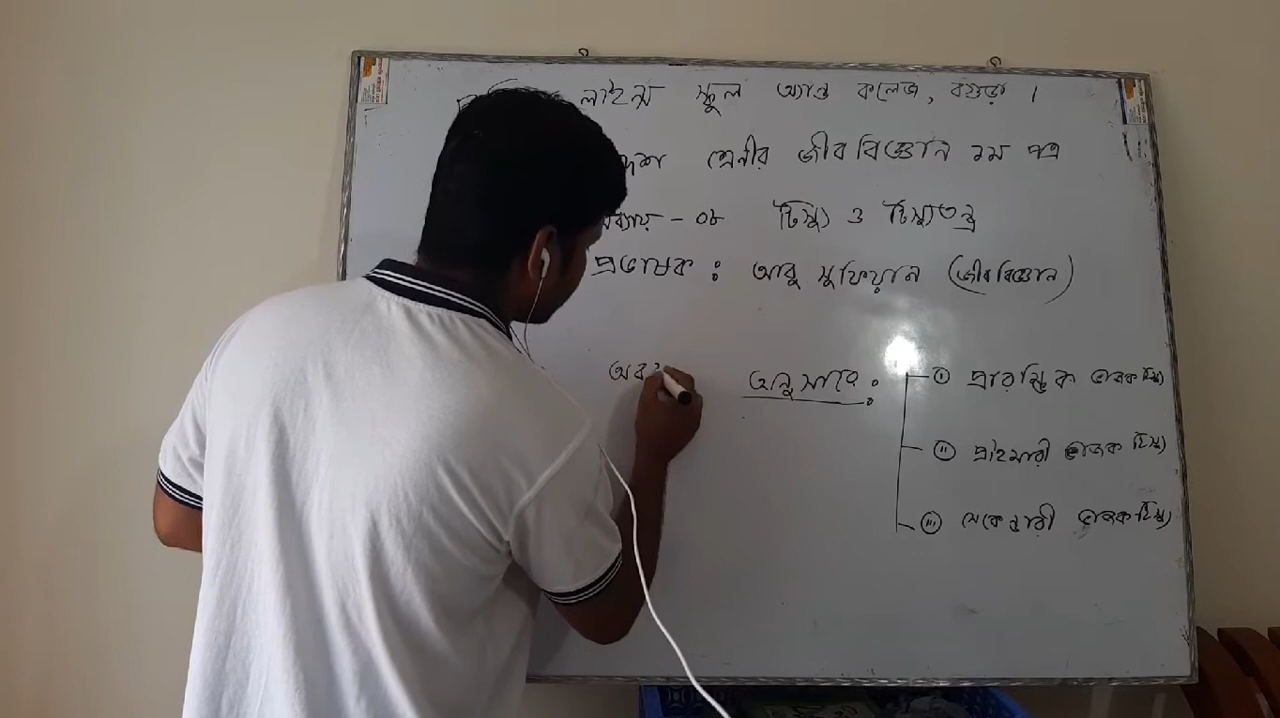 লাইন্স স্কুল অ্যান্ড কলেজ, বগুড়া ।
শ্রেনীর জীববিজ্ঞান ১ম পত্র
- ০৮ টিস্যু ও টিস্যুতন্ত্র
প্রভাষক : আবু সুফিয়ান (জীববিজ্ঞান)
অনুসারে :
(i) প্রারম্ভিক ভাজক টিস্যু
(ii) প্রাইমারী ভাজক টিস্যু
(iii) সেকেন্ডারী ভাজক টিস্যু